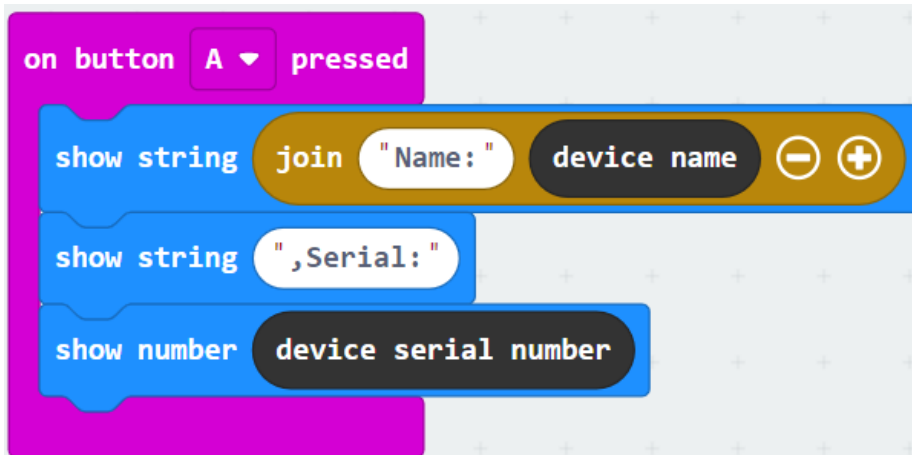 on button A pressed
show string join "Name:" device name
show string ",Serial:"
show number device serial number